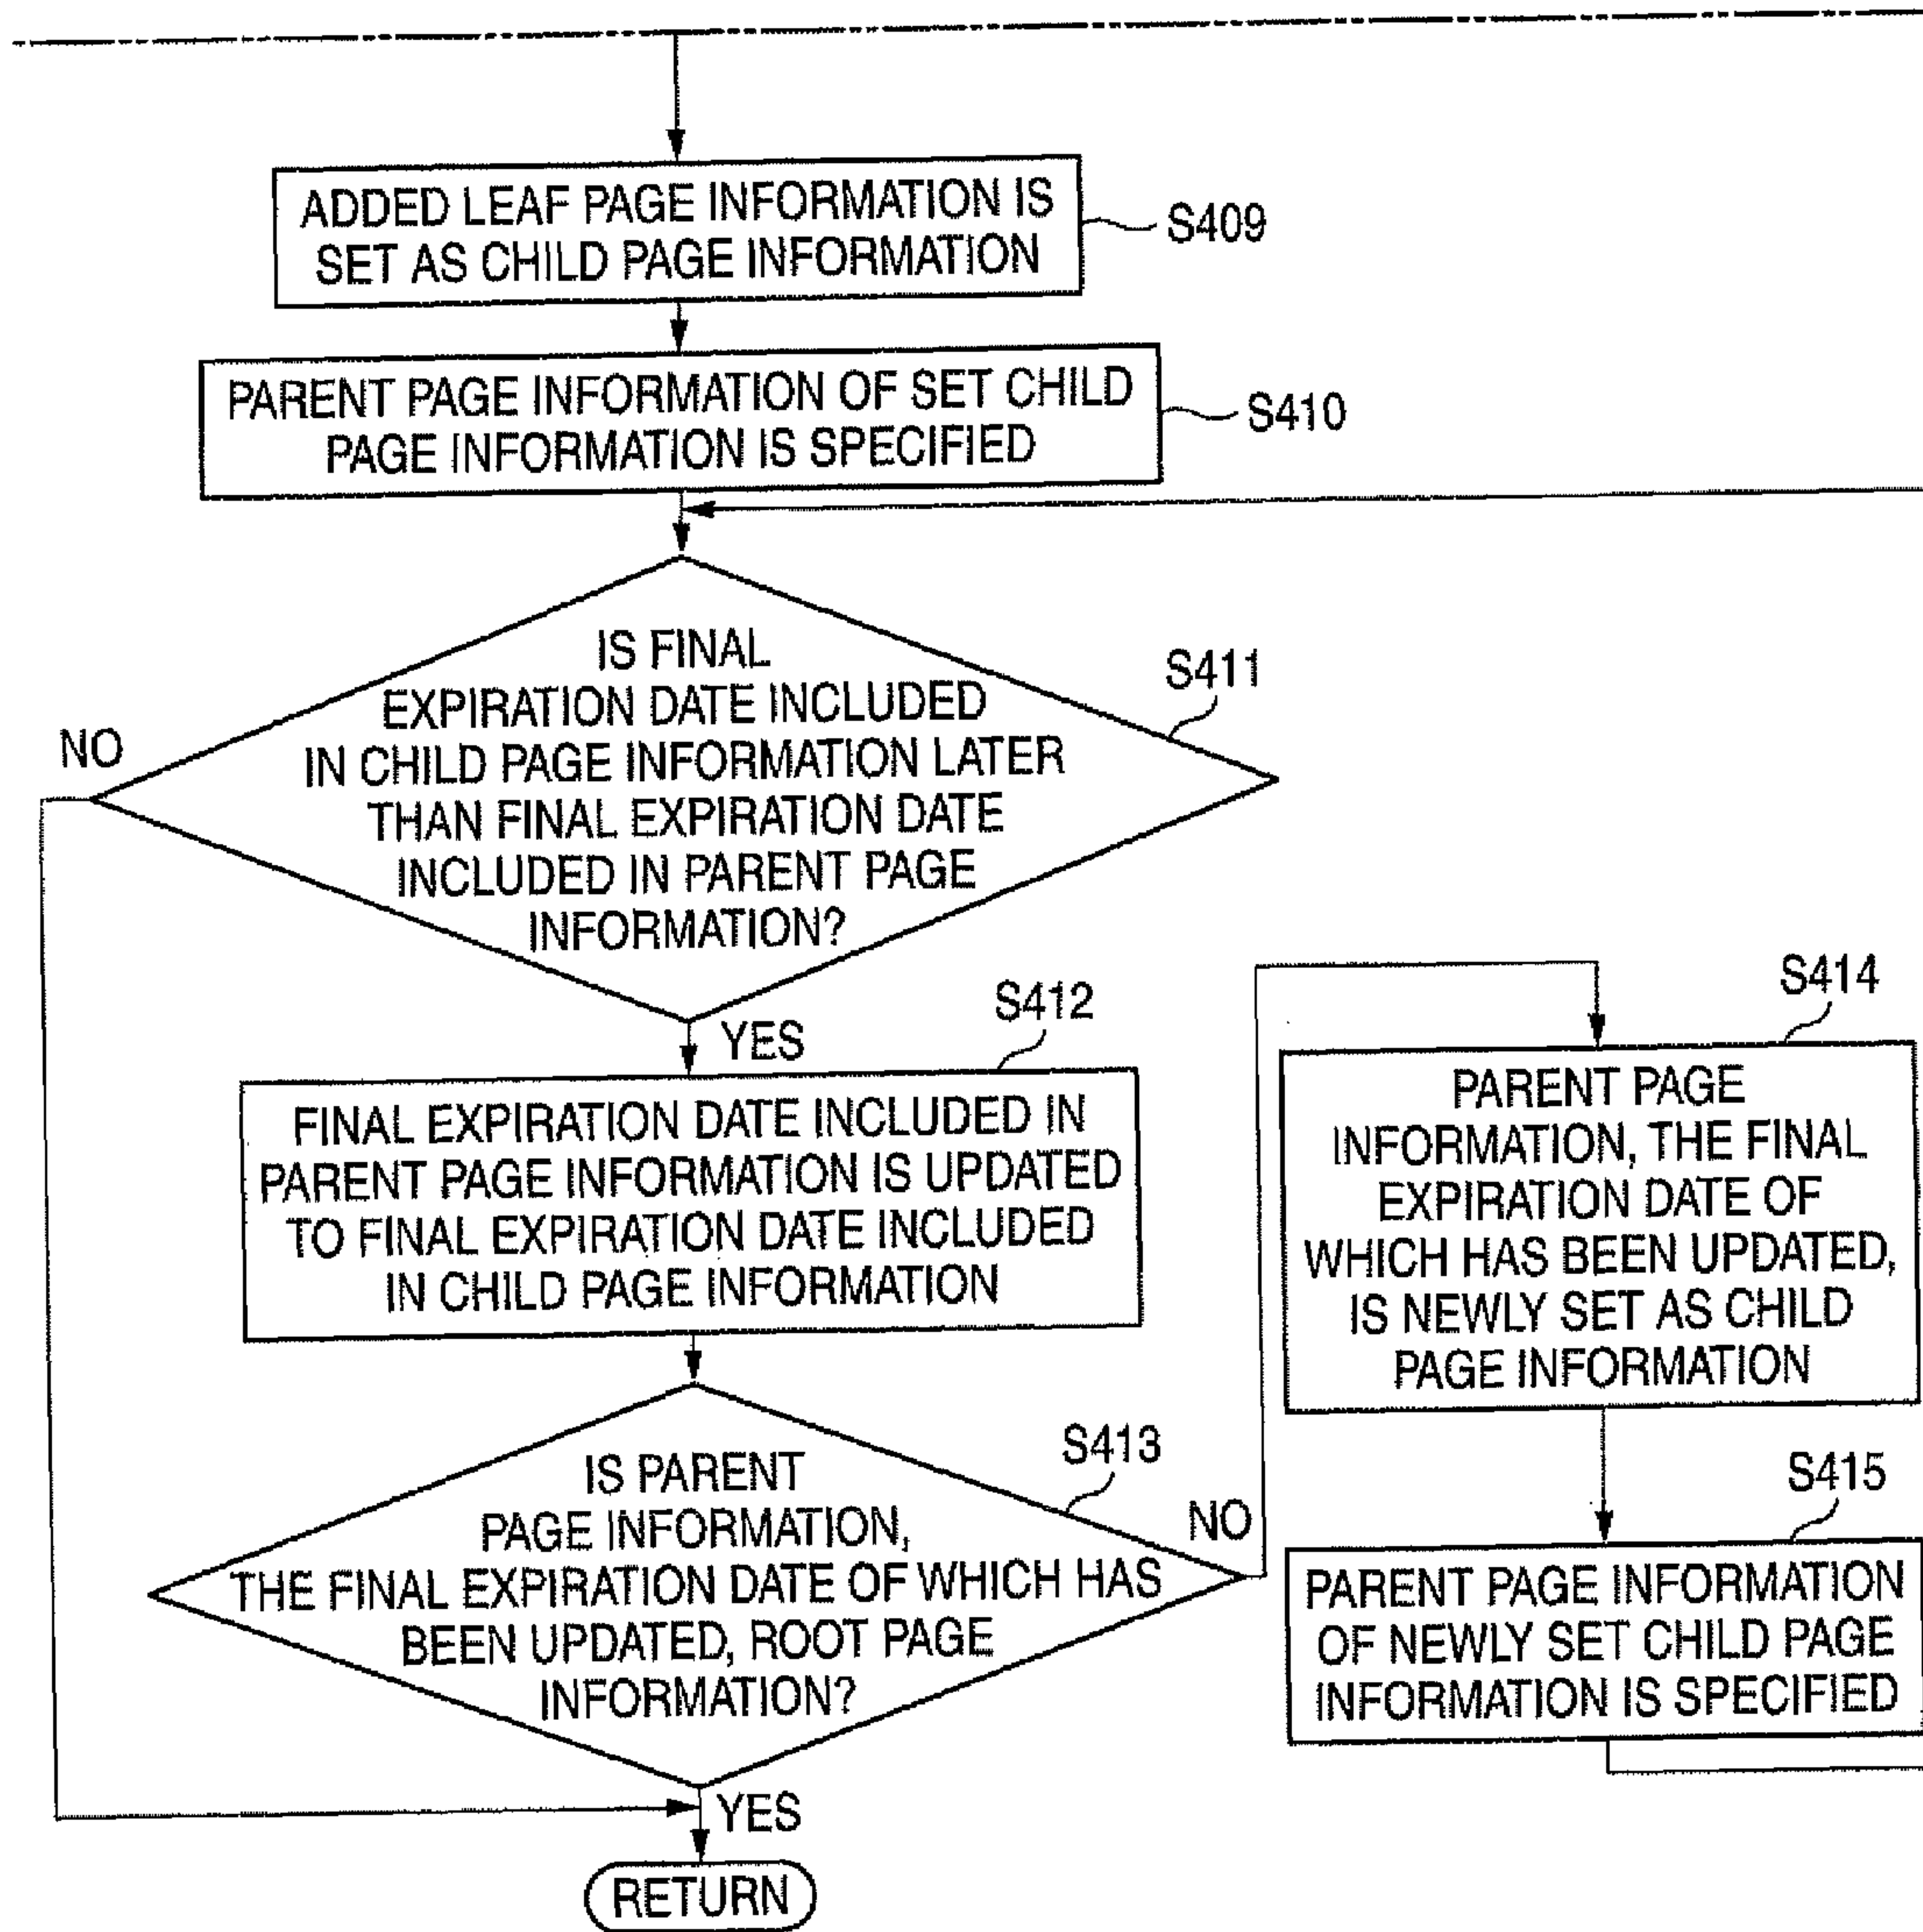 ADDED LEAF PAGE INFORMATION IS
SET AS CHILD PAGE INFORMATION
S409
PARENT PAGE INFORMATION OF SET CHILD
PAGE INFORMATION IS SPECIFIED
S410
IS FINAL
EXPIRATION DATE INCLUDED
IN CHILD PAGE INFORMATION LATER
THAN FINAL EXPIRATION DATE
INCLUDED IN PARENT PAGE
INFORMATION?
S411
NO
YES
S412
FINAL EXPIRATION DATE INCLUDED IN
PARENT PAGE INFORMATION IS UPDATED
TO FINAL EXPIRATION DATE INCLUDED
IN CHILD PAGE INFORMATION
IS PARENT
PAGE INFORMATION,
THE FINAL EXPIRATION DATE OF WHICH HAS
BEEN UPDATED, ROOT PAGE
INFORMATION?
S413
NO
YES
S414
PARENT PAGE
INFORMATION, THE FINAL
EXPIRATION DATE OF
WHICH HAS BEEN UPDATED,
IS NEWLY SET AS CHILD
PAGE INFORMATION
S415
PARENT PAGE INFORMATION
OF NEWLY SET CHILD PAGE
INFORMATION IS SPECIFIED
RETURN